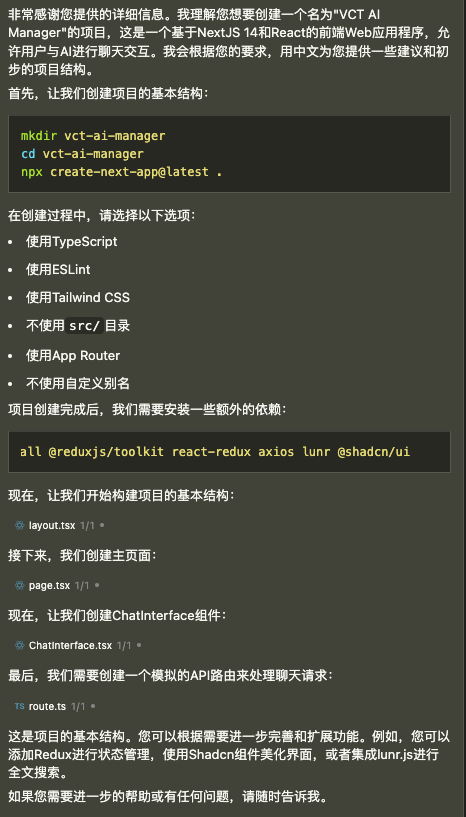 非常感谢您提供的详细信息。我理解您想要创建一个名为"VCT AI
Manager"的项目，这是一个基于NextJS 14和React的前端Web应用程序，允
许用户与AI进行聊天交互。我会根据您的要求，用中文为您提供一些建议和初
步的项目结构。
首先，让我们创建项目的基本结构：
mkdir vct-ai-manager
cd vct-ai-manager
npx create-next-app@latest .
在创建过程中，请选择以下选项：
• 使用TypeScript
• 使用ESLint
• 使用Tailwind CSS
• 不使用 src/ 目录
• 使用App Router
• 不使用自定义别名
项目创建完成后，我们需要安装一些额外的依赖：
all @reduxjs/toolkit react-redux axios lunr @shadcn/ui
现在，让我们开始构建项目的基本结构：
layout.tsx 1/1 •
接下来，我们创建主页面：
page.tsx 1/1 •
现在，让我们创建ChatInterface组件：
ChatInterface.tsx 1/1 •
最后，我们需要创建一个模拟的API路由来处理聊天请求：
TS route.ts 1/1 •
这是项目的基本结构。您可以根据需要进一步完善和扩展功能。例如，您可以
添加Redux进行状态管理，使用Shadcn组件美化界面，或者集成lunr.js进行
全文搜索。
如果您需要进一步的帮助或有任何问题，请随时告诉我。